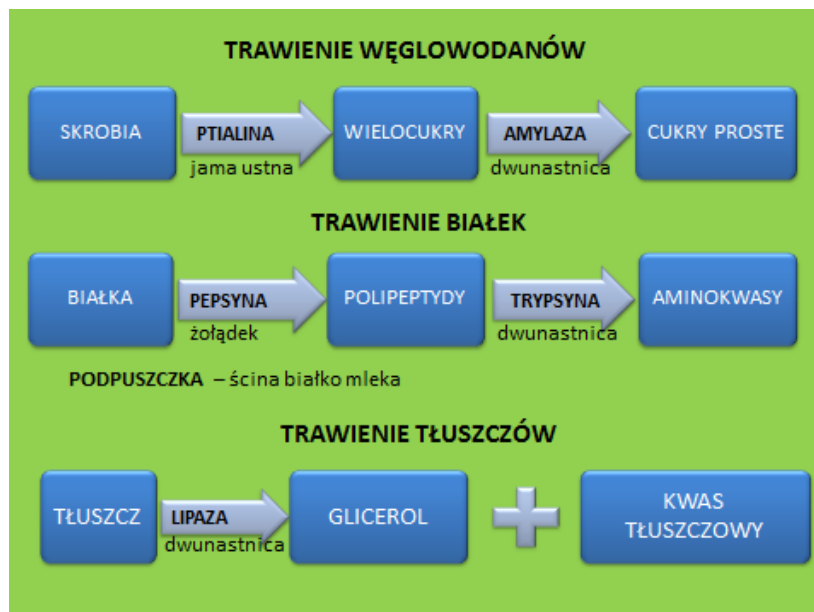 TRAWIENIE WĘGLOWODANÓW
SKROBIA
PTIALINA
jama ustna
WIELOCUKRY
AMYLAZA
dwunastnica
CUKRY PROSTE
TRAWIENIE BIAŁEK
BIAŁKA
PEPSYNA
żołądek
POLIPEPTYDY
TRYPSYNA
dwunastnica
AMINOKWASY
PODPUSZCZKA – ścina białko mleka
TRAWIENIE TŁUSZCZÓW
TŁUSZCZ
LIPAZA
dwunastnica
GLICEROL
KWAS
TŁUSZCZOWY